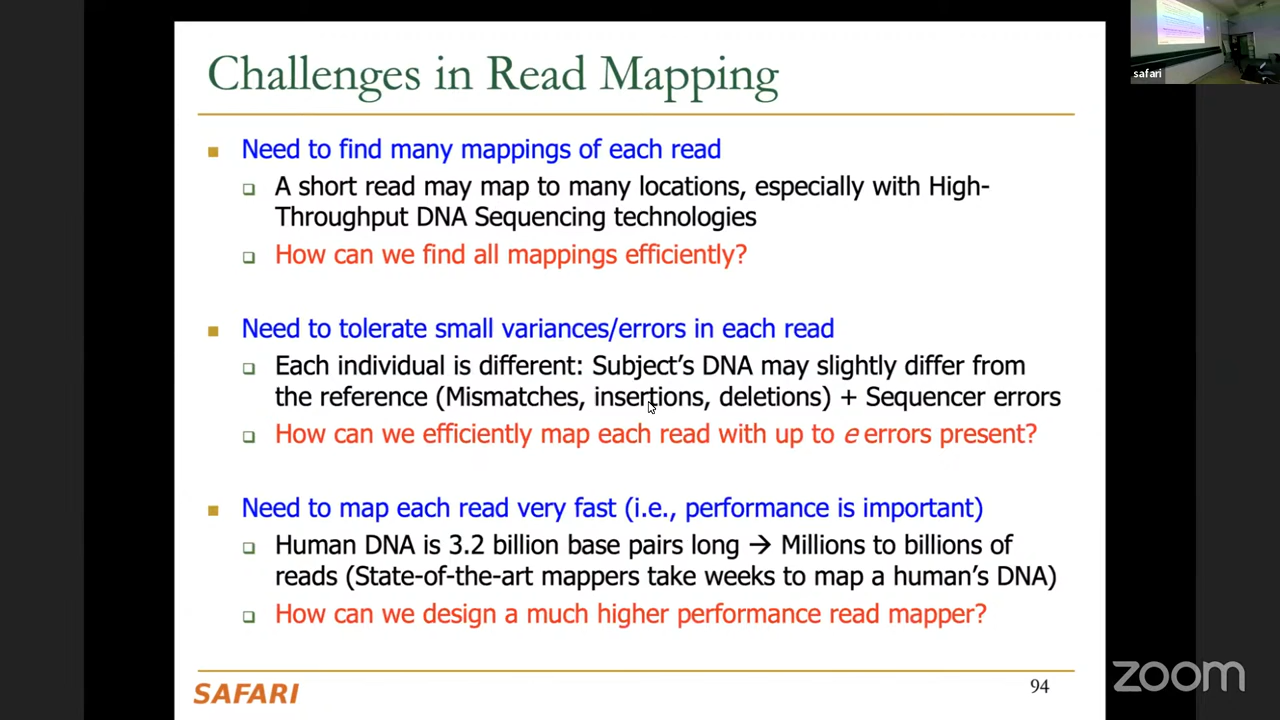 safari
Challenges in Read Mapping
Need to find many mappings of each read
A short read may map to many locations, especially with High-
Throughput DNA Sequencing technologies
How can we find all mappings efficiently?
Need to tolerate small variances/errors in each read
Each individual is different: Subject's DNA may slightly differ from
the reference (Mismatches, insertions, deletions) + Sequencer errors
How can we efficiently map each read with up to e errors present?
Need to map each read very fast (i.e., performance is important)
Human DNA is 3.2 billion base pairs long → Millions to billions of
reads (State-of-the-art mappers take weeks to map a human's DNA)
How can we design a much higher performance read mapper?
SAFARI
94
zoom